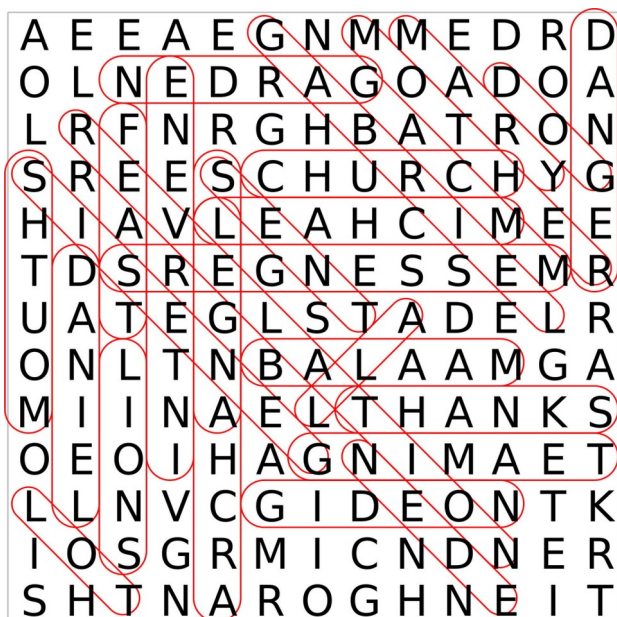 A E E A E G N M M E D R D
O L N E D R A G O A D O A
L R F N R G H B A T R O N
S R E E S C H U R C H Y G
H I A V L E A H C I M E E
T D S R E G N E S S E M R
U A T E G L S T A D E L R
O N L T N B A L A A M G A
M I I N A E L T H A N K S
O E O I H A G N I M A E T
L L N V C G I D E O N T K
I O S G R M I C N D N E R
S H T N A R O G H N E I T